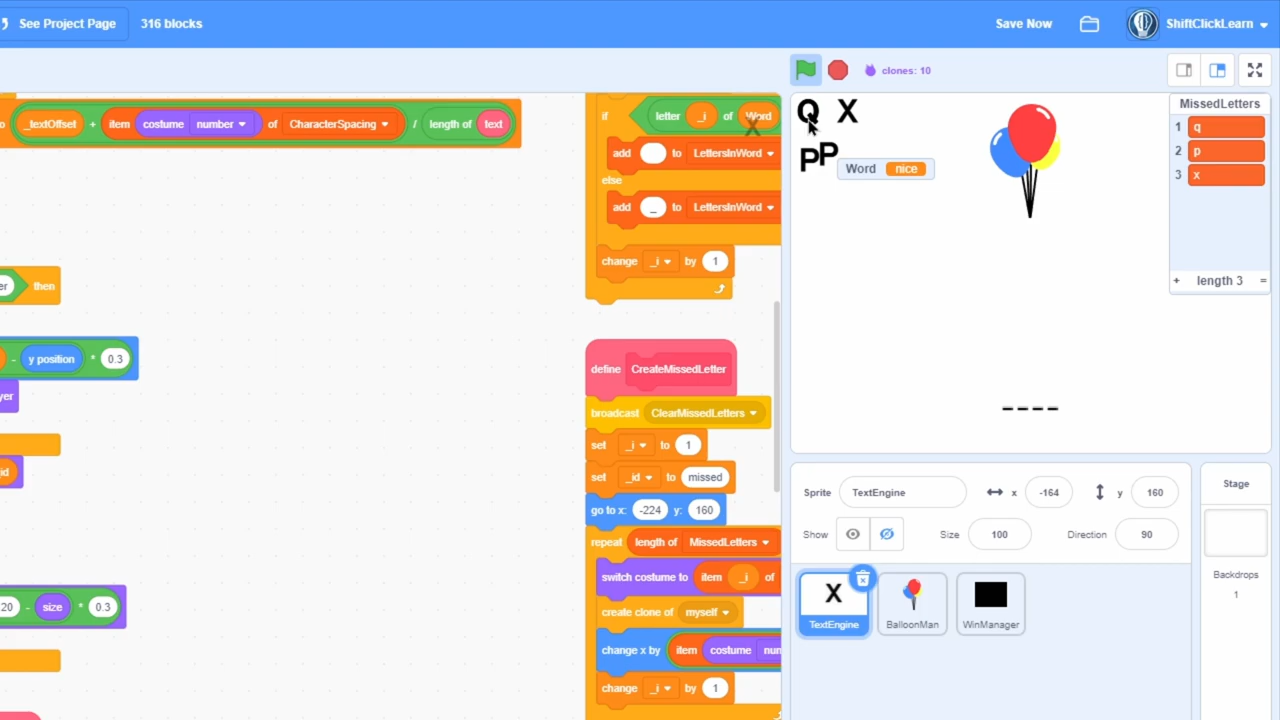 See Project Page 316 blocks Save Now ShiftClickLearn
clones: 10
_textOffset + item costume number of CharacterSpacing / length of text
then
y position * 0.3
20 - size * 0.3
if letter _i of Word
add to LettersInWord
else
add _ to LettersInWord
change _i by 1
define CreateMissedLetter
broadcast ClearMissedLetters
set _i to 1
set _id to missed
go to x: -224 y: 160
repeat length of MissedLetters
switch costume to item _i of
create clone of myself
change x by item costume
change _i by 1
Q X
P P
Word nice
MissedLetters
1 q
2 p
3 x
+ length 3 =
_ _ _ _
Sprite TextEngine x -164 y 160
Show Size 100 Direction 90
X
TextEngine BalloonMan WinManager
Stage
Backdrops
1